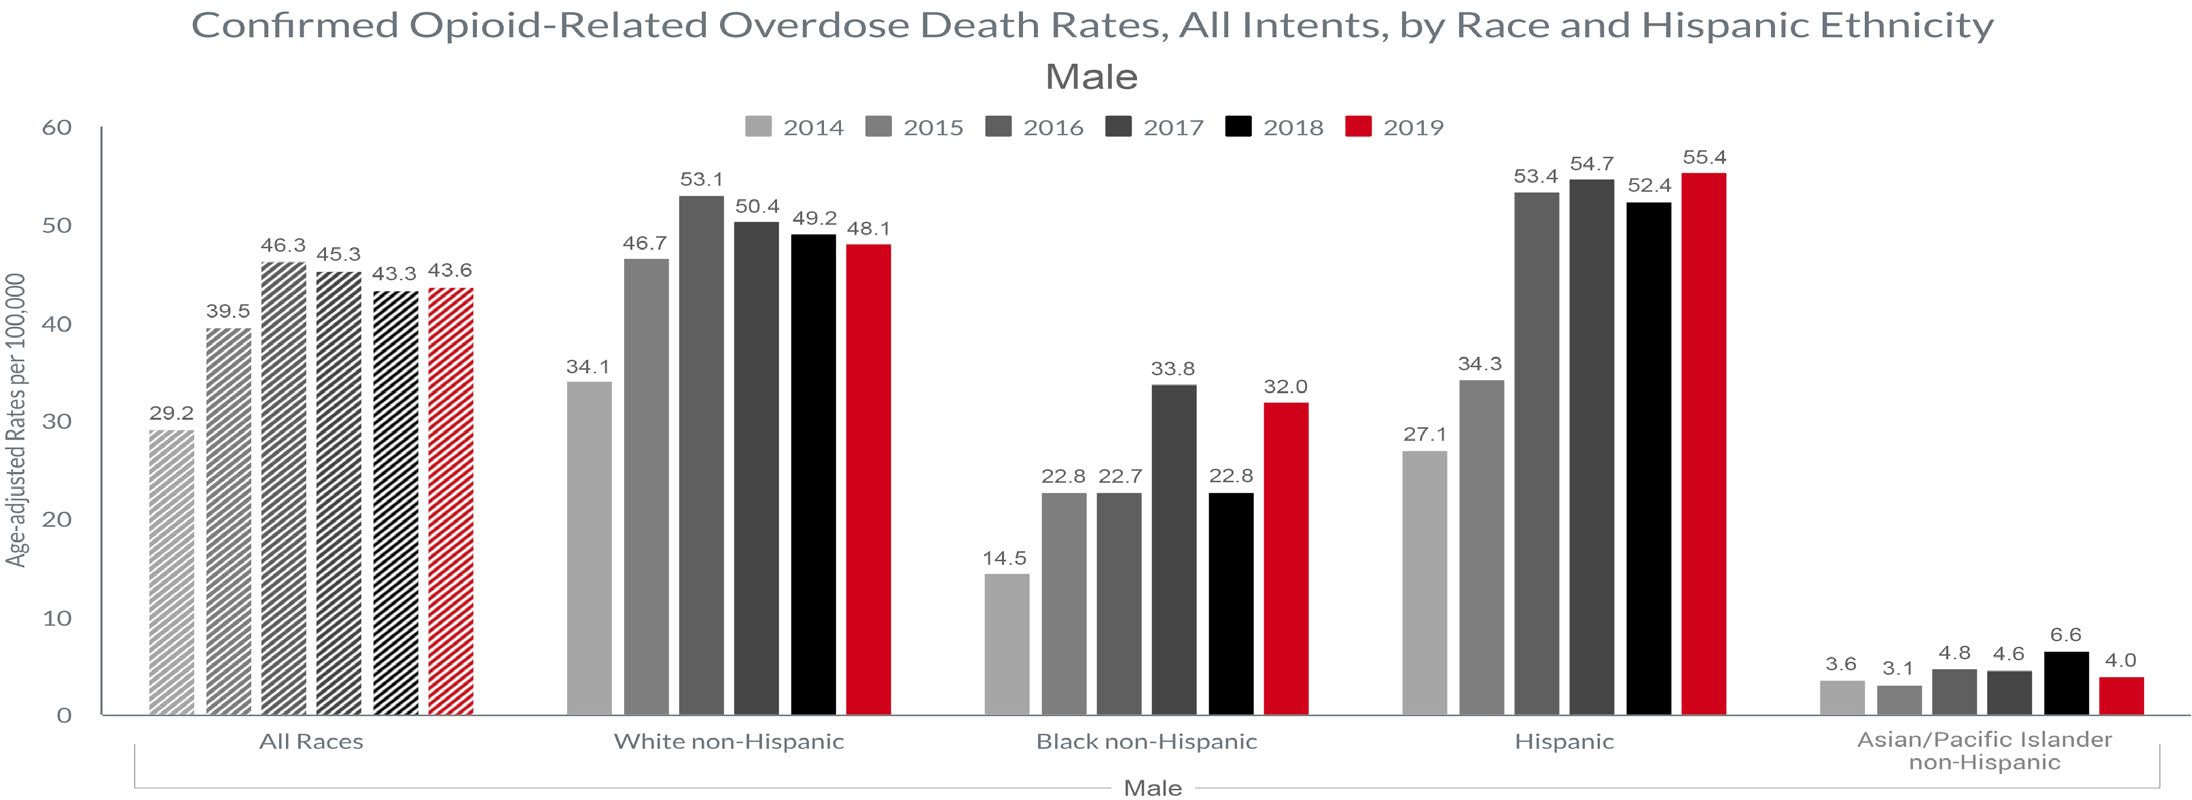 Confirmed Opioid-Related Overdose Death Rates, All Intents, by Race and Hispanic Ethnicity
Male
2014 2015 2016 2017 2018 2019
Age-adjusted Rates per 100,000
60
50
40
30
20
10
0
29.2 39.5 46.3 45.3 43.3 43.6
34.1 46.7 53.1 50.4 49.2 48.1
14.5 22.8 22.7 33.8 22.8 32.0
27.1 34.3 53.4 54.7 52.4 55.4
3.6 3.1 4.8 4.6 6.6 4.0
All Races
White non-Hispanic
Black non-Hispanic
Hispanic
Asian/Pacific Islander
non-Hispanic
Male